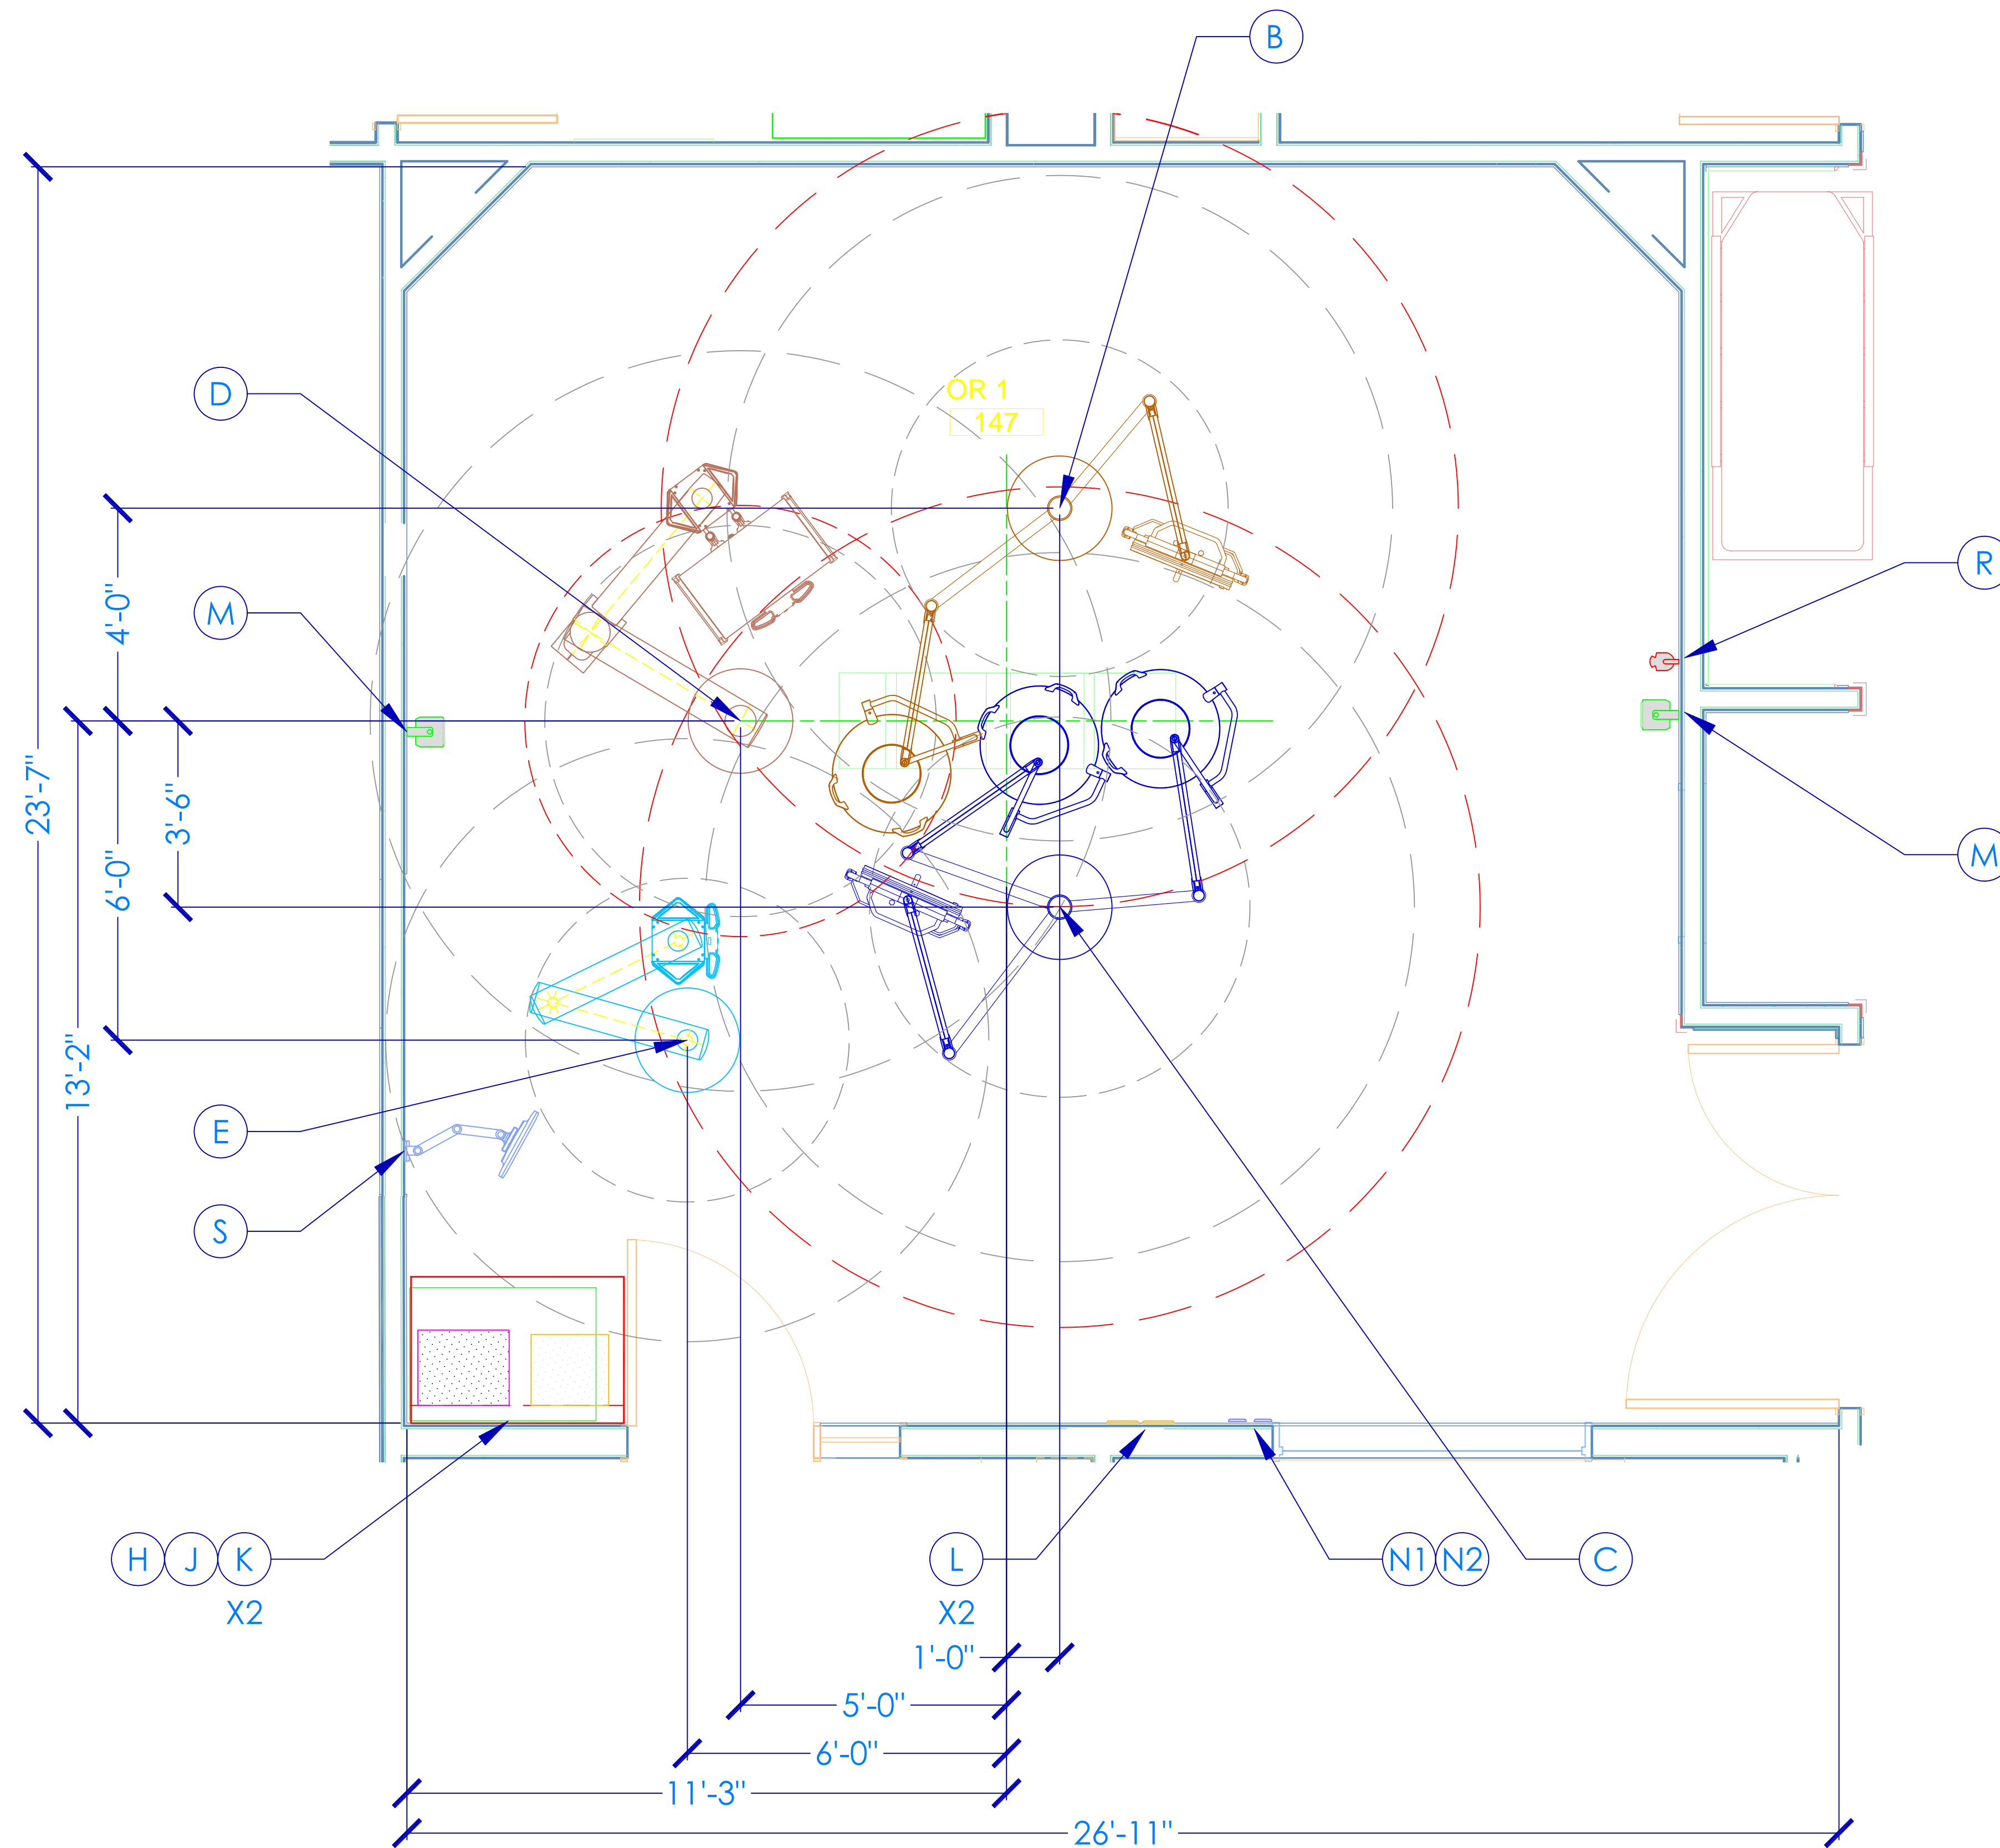 B
OR 1
147
D
M
R
M
4'-0"
23'-7"
3'-6"
6'-0"
13'-2"
E
S
H J K
X2
L
X2
N1 N2
C
1'-0"
5'-0"
6'-0"
11'-3"
26'-11"